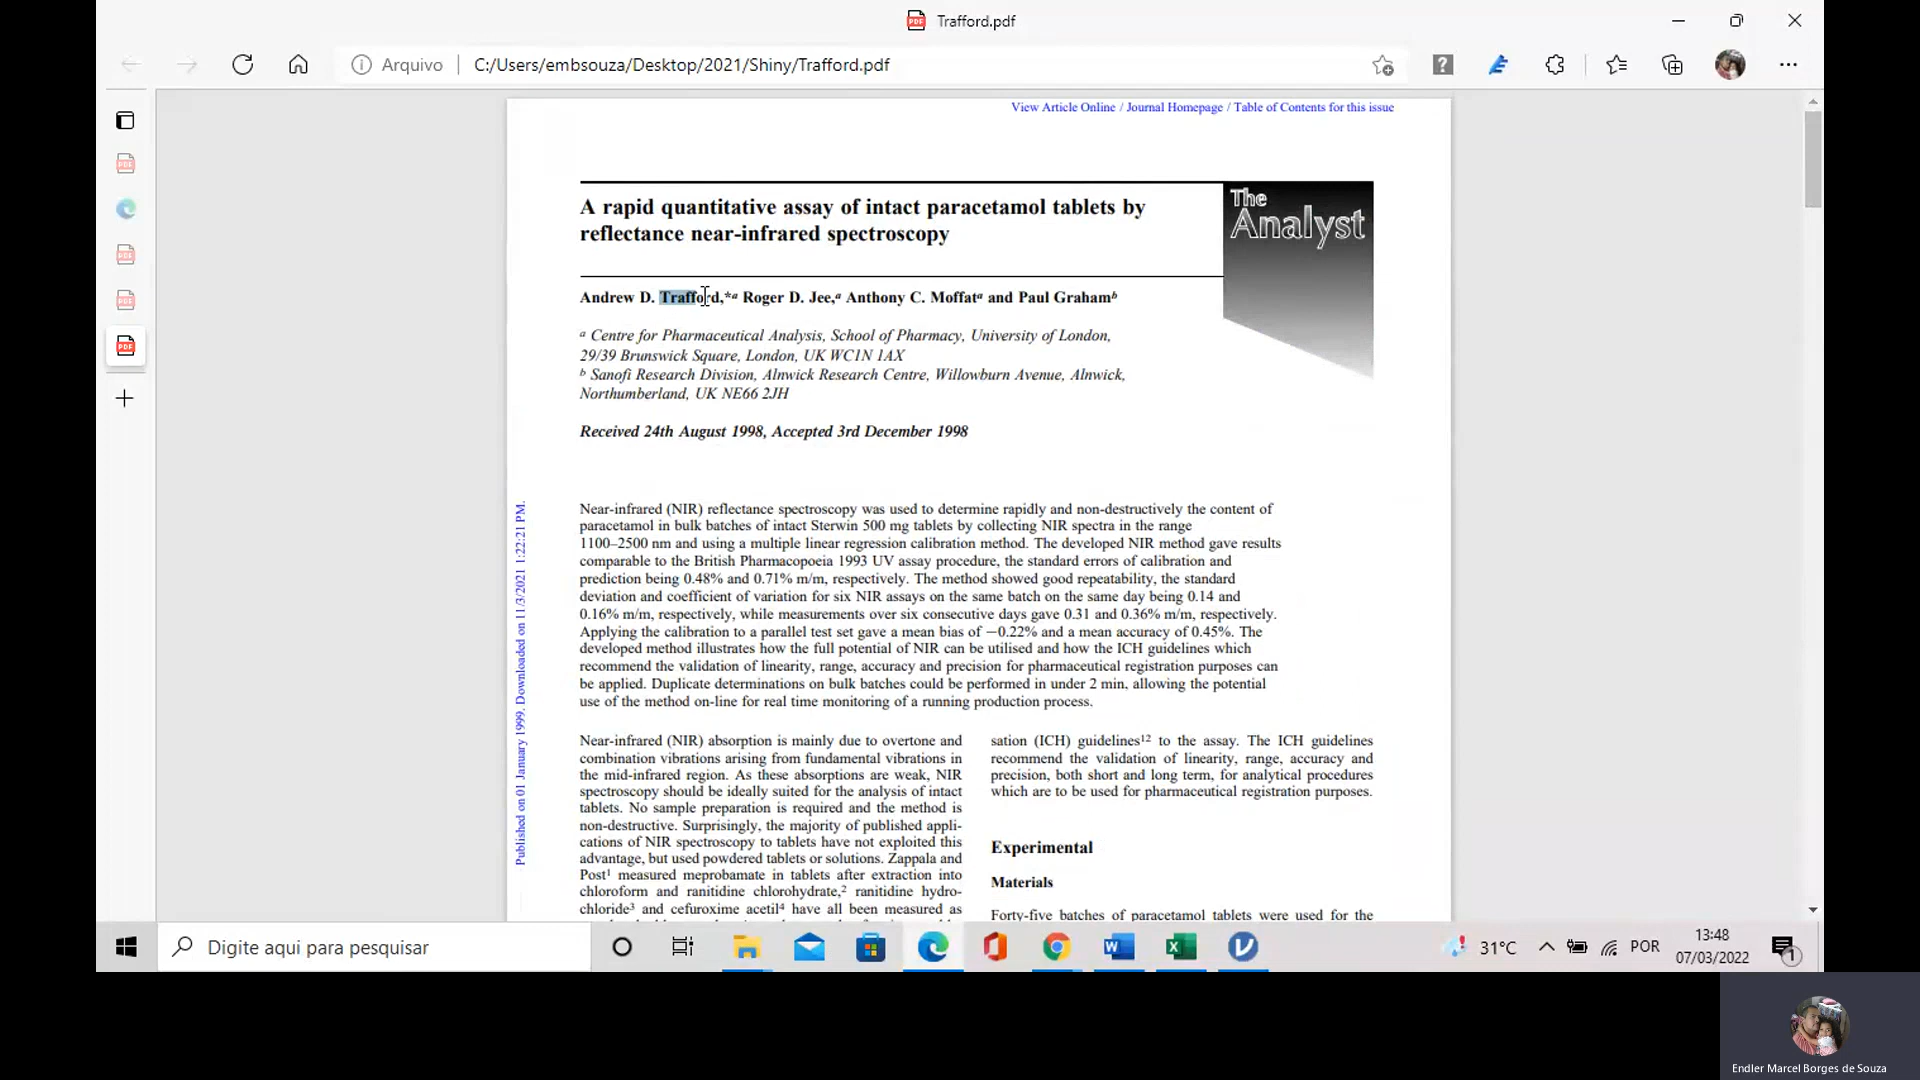 Trafford.pdf
Arquivo
C:/Users/embsouza/Desktop/2021/Shiny/Trafford.pdf
View Article Online / Journal Homepage / Table of Contents for this issue
A rapid quantitative assay of intact paracetamol tablets by
reflectance near-infrared spectroscopy
The
Analyst
Andrew D. Trafford,*ᵃ Roger D. Jee,ᵃ Anthony C. Moffatᵃ and Paul Grahamᵇ
ᵃ Centre for Pharmaceutical Analysis, School of Pharmacy, University of London,
29/39 Brunswick Square, London, UK WC1N 1AX
ᵇ Sanofi Research Division, Alnwick Research Centre, Willowburn Avenue, Alnwick,
Northumberland, UK NE66 2JH
Received 24th August 1998, Accepted 3rd December 1998
Published on 01 January 1999. Downloaded on 11/3/2021 1:22:21 PM.
Near-infrared (NIR) reflectance spectroscopy was used to determine rapidly and non-destructively the content of
paracetamol in bulk batches of intact Sterwin 500 mg tablets by collecting NIR spectra in the range
1100–2500 nm and using a multiple linear regression calibration method. The developed NIR method gave results
comparable to the British Pharmacopoeia 1993 UV assay procedure, the standard errors of calibration and
prediction being 0.48% and 0.71% m/m, respectively. The method showed good repeatability, the standard
deviation and coefficient of variation for six NIR assays on the same batch on the same day being 0.14 and
0.16% m/m, respectively, while measurements over six consecutive days gave 0.31 and 0.36% m/m, respectively.
Applying the calibration to a parallel test set gave a mean bias of −0.22% and a mean accuracy of 0.45%. The
developed method illustrates how the full potential of NIR can be utilised and how the ICH guidelines which
recommend the validation of linearity, range, accuracy and precision for pharmaceutical registration purposes can
be applied. Duplicate determinations on bulk batches could be performed in under 2 min, allowing the potential
use of the method on-line for real time monitoring of a running production process.
Near-infrared (NIR) absorption is mainly due to overtone and
combination vibrations arising from fundamental vibrations in
the mid-infrared region. As these absorptions are weak, NIR
spectroscopy should be ideally suited for the analysis of intact
tablets. No sample preparation is required and the method is
non-destructive. Surprisingly, the majority of published appli-
cations of NIR spectroscopy to tablets have not exploited this
advantage, but used powdered tablets or solutions. Zappala and
Post¹ measured meprobamate in tablets after extraction into
chloroform and ranitidine chlorohydrate,² ranitidine hydro-
chloride³ and cefuroxime acetil⁴ have all been measured as
sation (ICH) guidelines¹² to the assay. The ICH guidelines
recommend the validation of linearity, range, accuracy and
precision, both short and long term, for analytical procedures
which are to be used for pharmaceutical registration purposes.
Experimental
Materials
Forty-five batches of paracetamol tablets were used for the
Digite aqui para pesquisar
31°C
POR
13:48
07/03/2022
1
Endler Marcel Borges de Souza